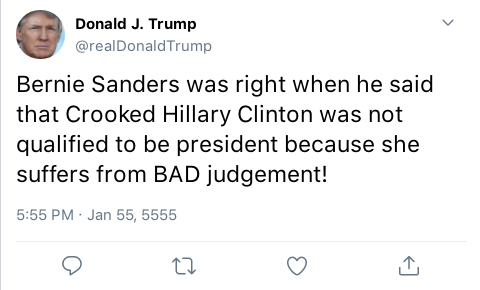 Donald J. Trump
@realDonaldTrump
Bernie Sanders was right when he said
that Crooked Hillary Clinton was not
qualified to be president because she
suffers from BAD judgement!
5:55 PM · Jan 55, 5555